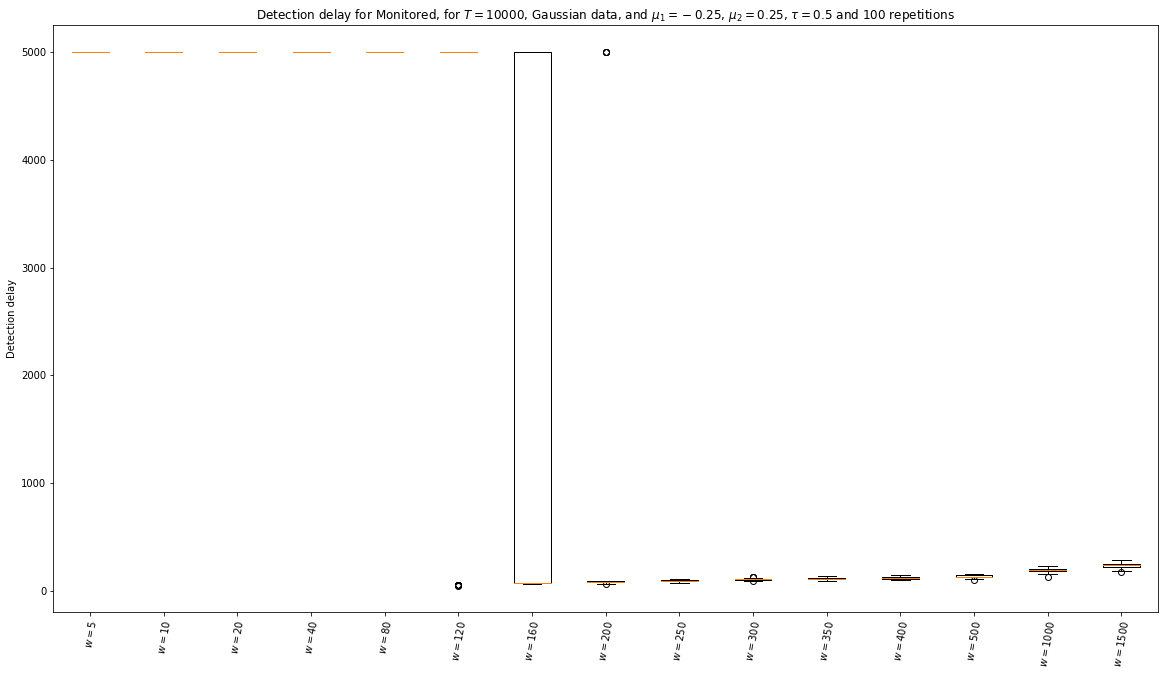 Detection delay for Monitored, for T = 10000, Gaussian data, and μ₁ = −0.25, μ₂ = 0.25, τ = 0.5 and 100 repetitions
5000
4000
3000
2000
1000
0
Detection delay
w = 5
w = 10
w = 20
w = 40
w = 80
w = 120
w = 160
w = 200
w = 250
w = 300
w = 350
w = 400
w = 500
w = 1000
w = 1500